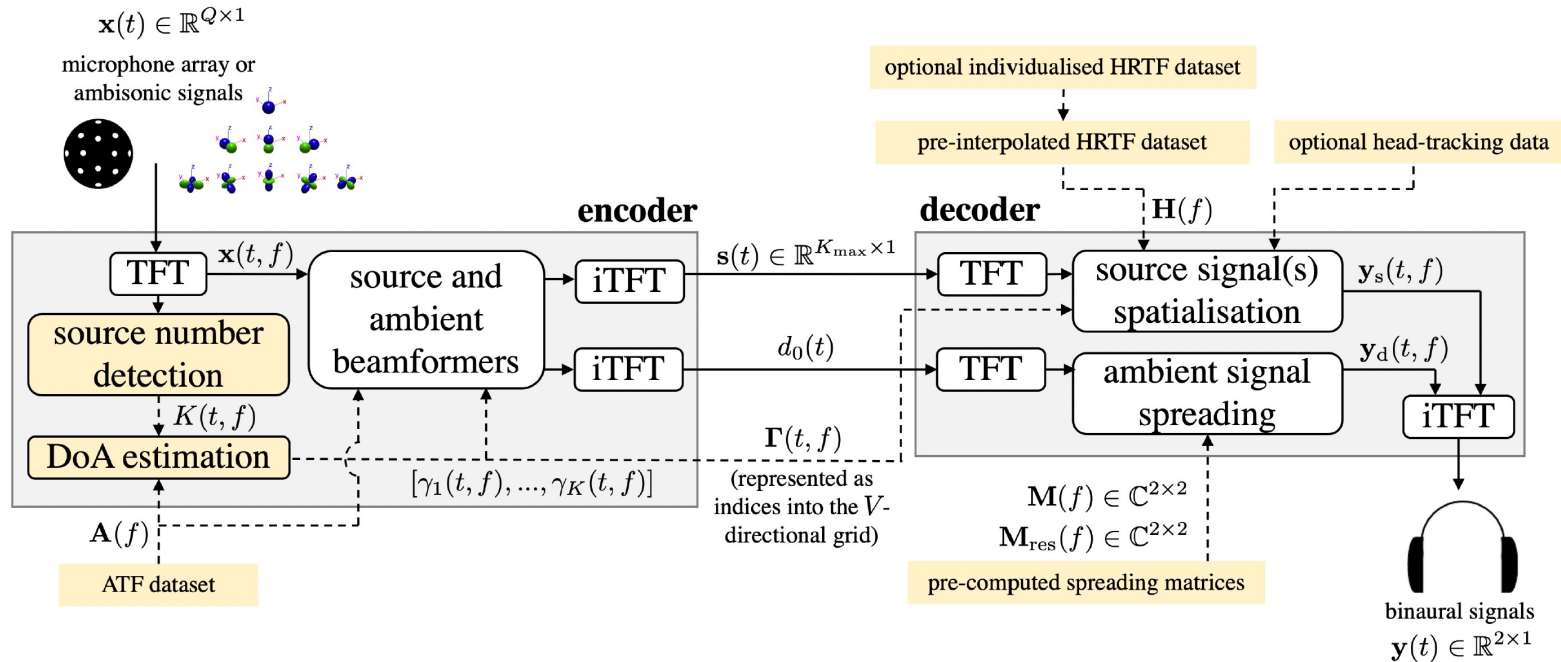 x(t) ∈ ℝ^{Q×1}
microphone array or
ambisonic signals
z
y
x
z
y
x
z
y
x
z
y
x
z
y
x
z
y
x
z
y
x
z
y
x
z
y
x
optional individualised HRTF dataset
pre-interpolated HRTF dataset
optional head-tracking data
H(f)
encoder
decoder
TFT
x(t, f)
source and
ambient
beamformers
iTFT
s(t) ∈ ℝ^{K_max×1}
TFT
source signal(s)
spatialisation
y_s(t, f)
source number
detection
iTFT
d_0(t)
TFT
ambient signal
spreading
y_d(t, f)
iTFT
K(t, f)
DoA estimation
[γ_1(t, f), ..., γ_K(t, f)]
Γ(t, f)
(represented as
indices into the V-
directional grid)
A(f)
ATF dataset
M(f) ∈ ℂ^{2×2}
M_res(f) ∈ ℂ^{2×2}
pre-computed spreading matrices
binaural signals
y(t) ∈ ℝ^{2×1}